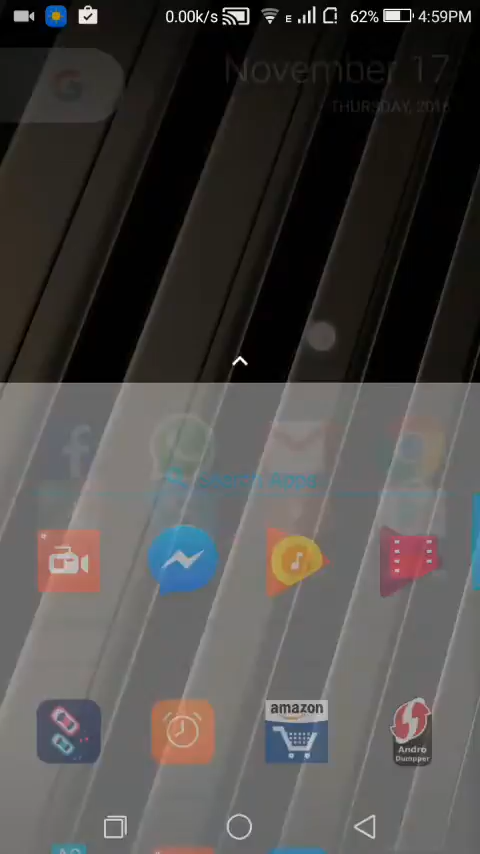 0.00k/s E 62% 4:59PM
November 17
THURSDAY, 2016
Search Apps
amazon
Andro
Dumpper